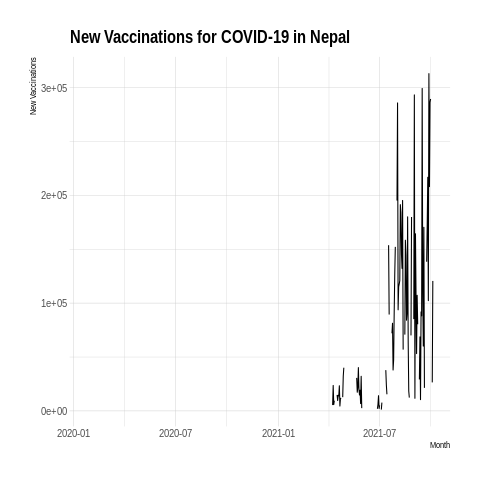 New Vaccinations for COVID-19 in Nepal
New Vaccinations
3e+05
2e+05
1e+05
0e+00
2020-01
2020-07
2021-01
2021-07
Month